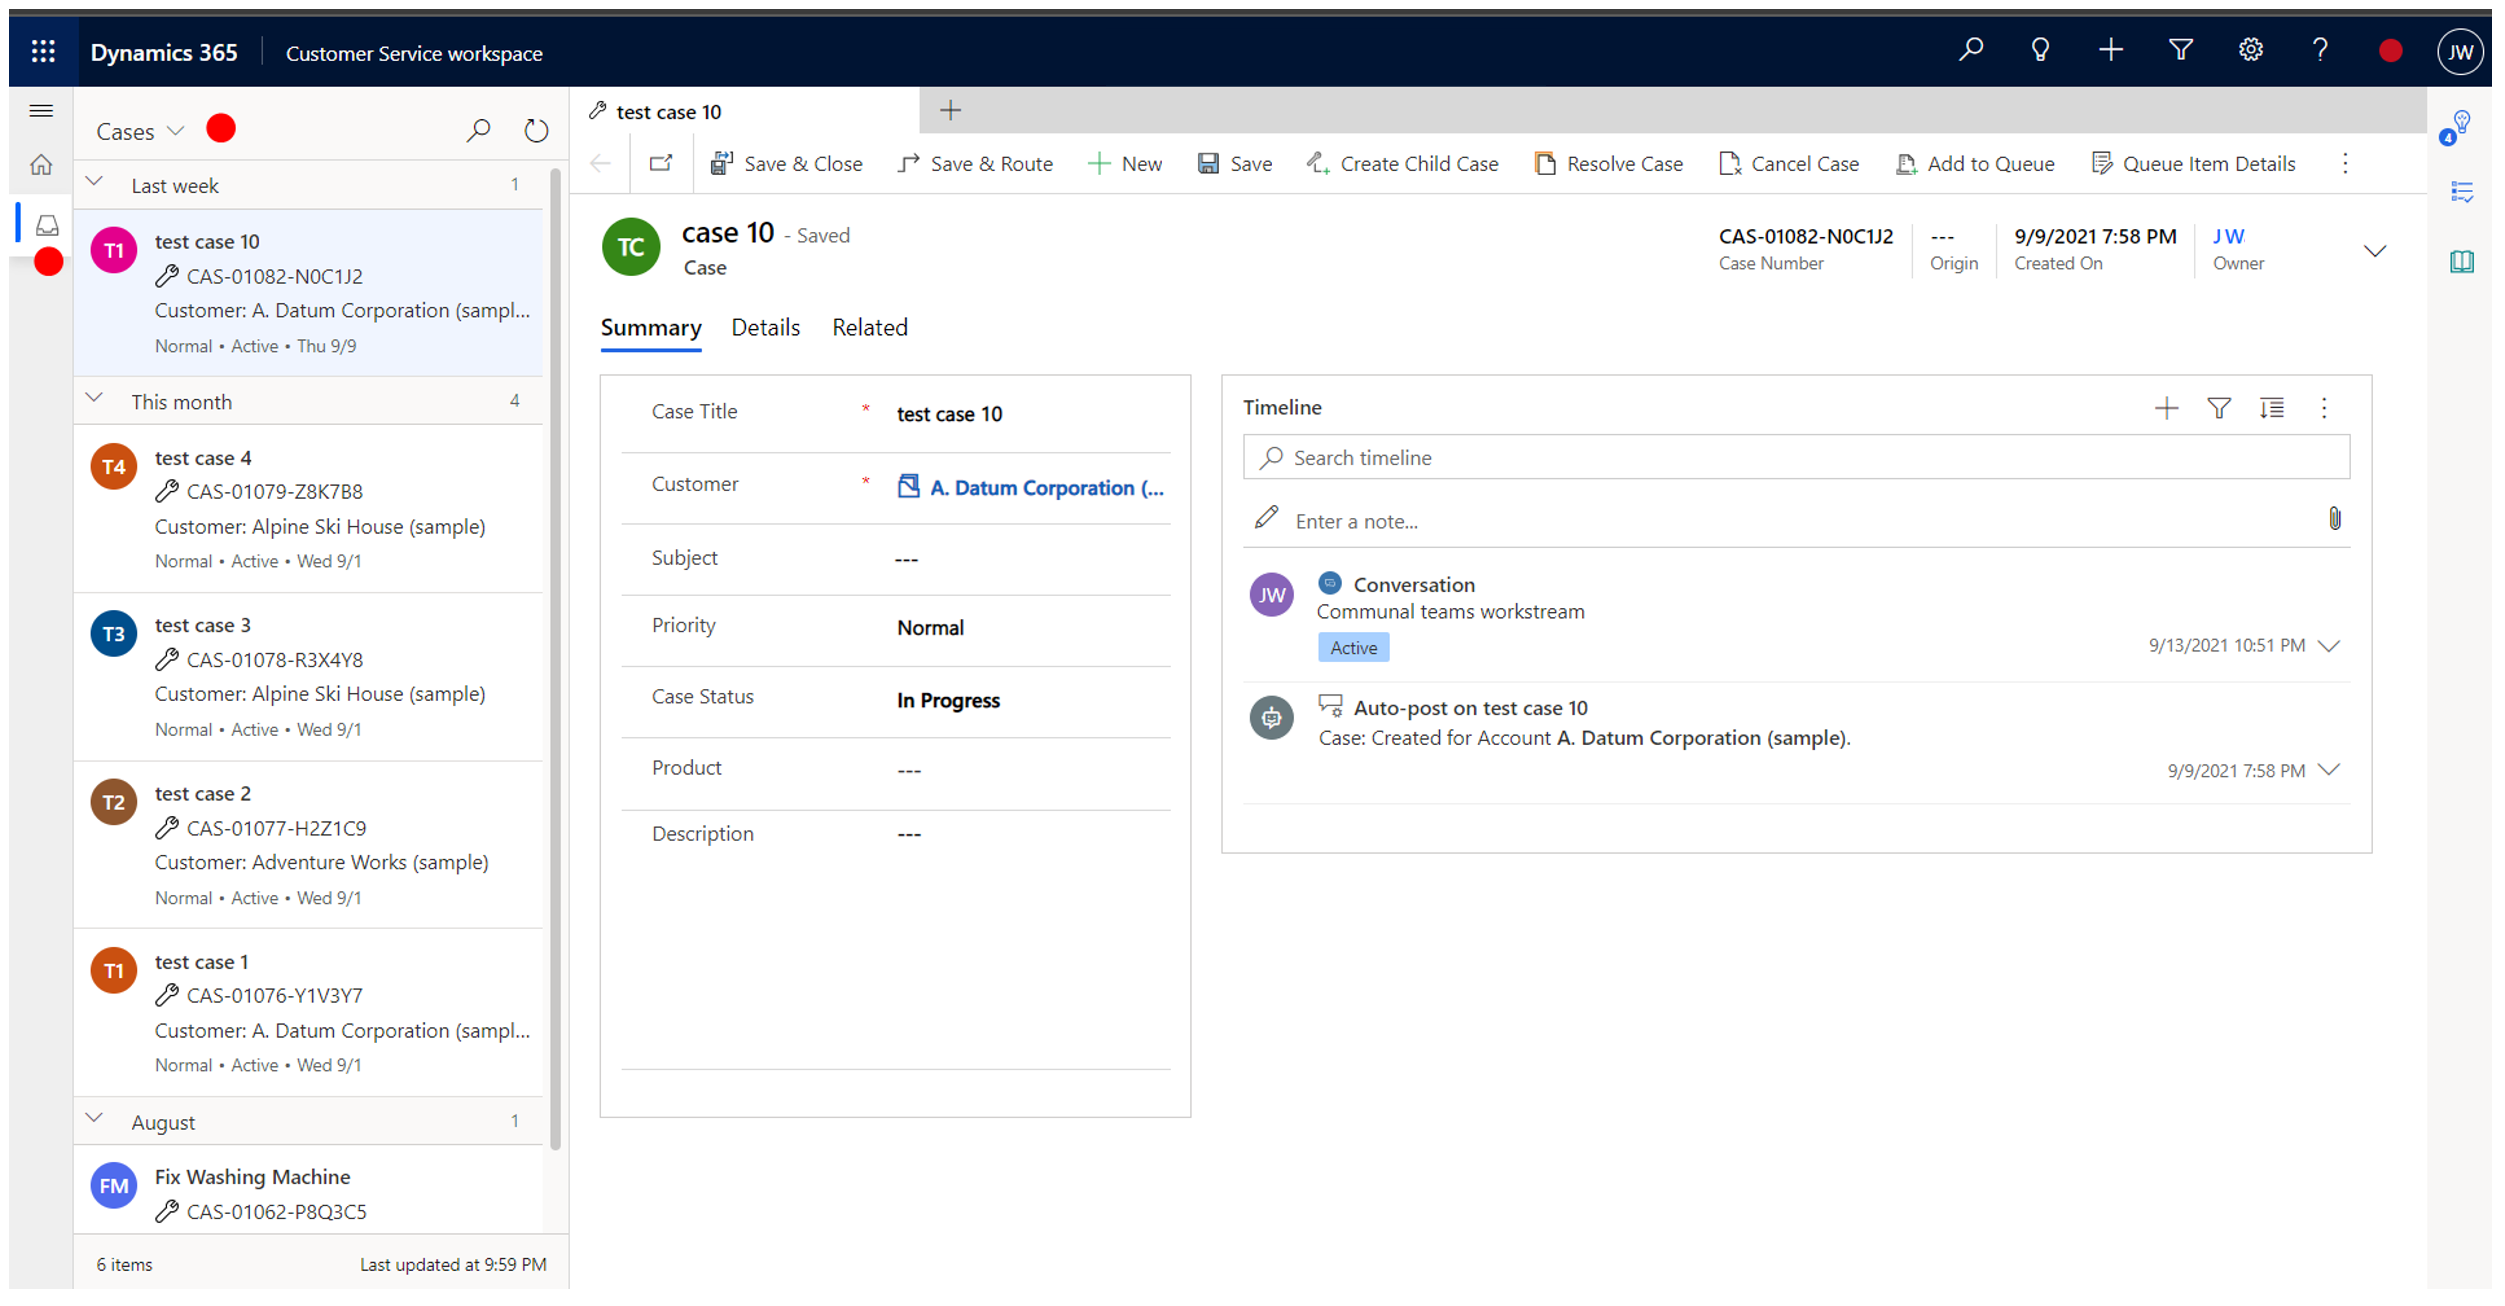 Dynamics 365
Customer Service workspace
JW
Cases
Last week 1
T1
test case 10
CAS-01082-N0C1J2
Customer: A. Datum Corporation (sampl...
Normal • Active • Thu 9/9
This month 4
T4
test case 4
CAS-01079-Z8K7B8
Customer: Alpine Ski House (sample)
Normal • Active • Wed 9/1
T3
test case 3
CAS-01078-R3X4Y8
Customer: Alpine Ski House (sample)
Normal • Active • Wed 9/1
T2
test case 2
CAS-01077-H2Z1C9
Customer: Adventure Works (sample)
Normal • Active • Wed 9/1
T1
test case 1
CAS-01076-Y1V3Y7
Customer: A. Datum Corporation (sampl...
Normal • Active • Wed 9/1
August 1
FM
Fix Washing Machine
CAS-01062-P8Q3C5
6 items
Last updated at 9:59 PM
test case 10
Save & Close
Save & Route
New
Save
Create Child Case
Resolve Case
Cancel Case
Add to Queue
Queue Item Details
TC
case 10 - Saved
Case
CAS-01082-N0C1J2
Case Number
---
Origin
9/9/2021 7:58 PM
Created On
J W
Owner
4
Summary
Details
Related
Case Title * test case 10
Customer * A. Datum Corporation (...
Subject ---
Priority Normal
Case Status In Progress
Product ---
Description ---
Timeline
Search timeline
Enter a note...
JW
Conversation
Communal teams workstream
Active
9/13/2021 10:51 PM
Auto-post on test case 10
Case: Created for Account A. Datum Corporation (sample).
9/9/2021 7:58 PM